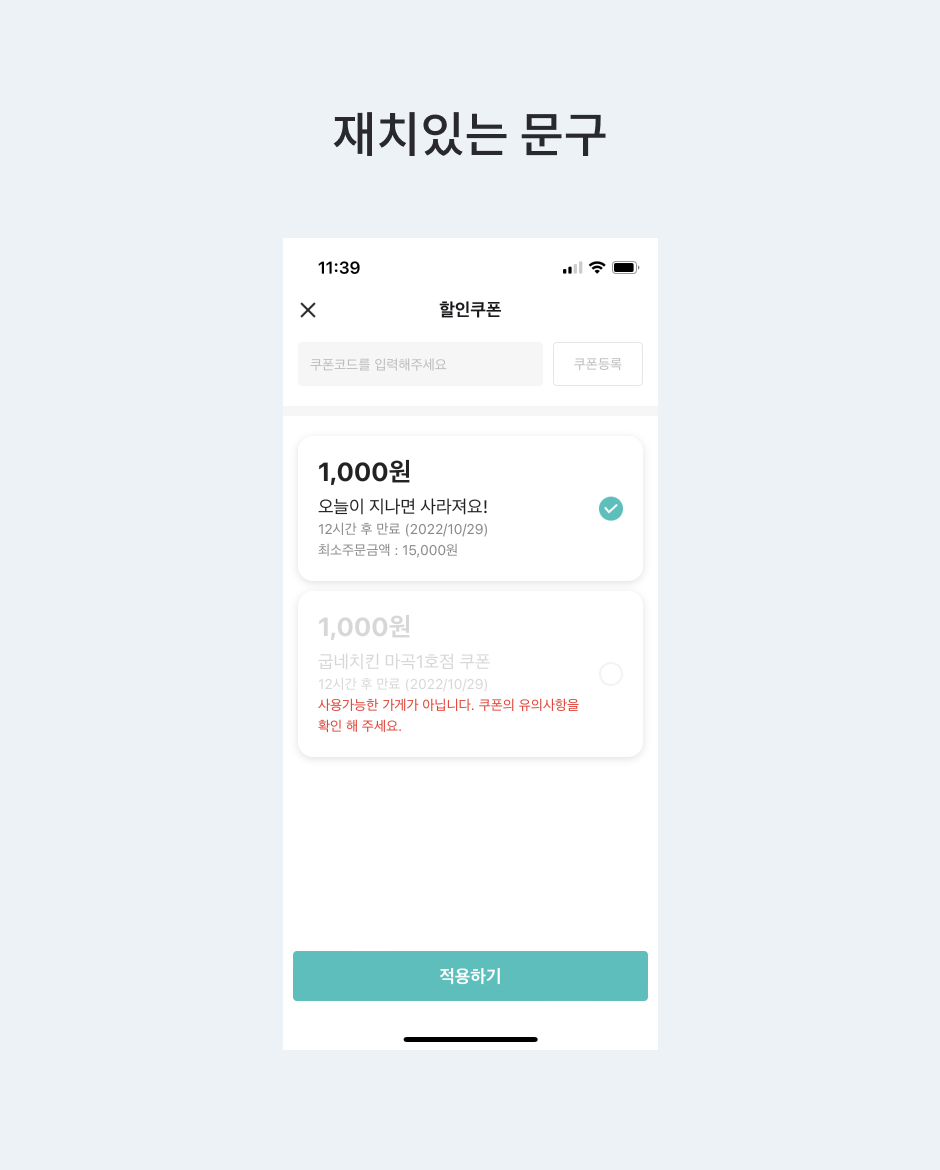 재치있는 문구
11:39
할인쿠폰
쿠폰코드를 입력해주세요
쿠폰등록
1,000원
오늘이 지나면 사라져요!
12시간 후 만료 (2022/10/29)
최소주문금액 : 15,000원
1,000원
굽네치킨 마곡1호점 쿠폰
12시간 후 만료 (2022/10/29)
사용가능한 가게가 아닙니다. 쿠폰의 유의사항을
확인 해 주세요.
적용하기